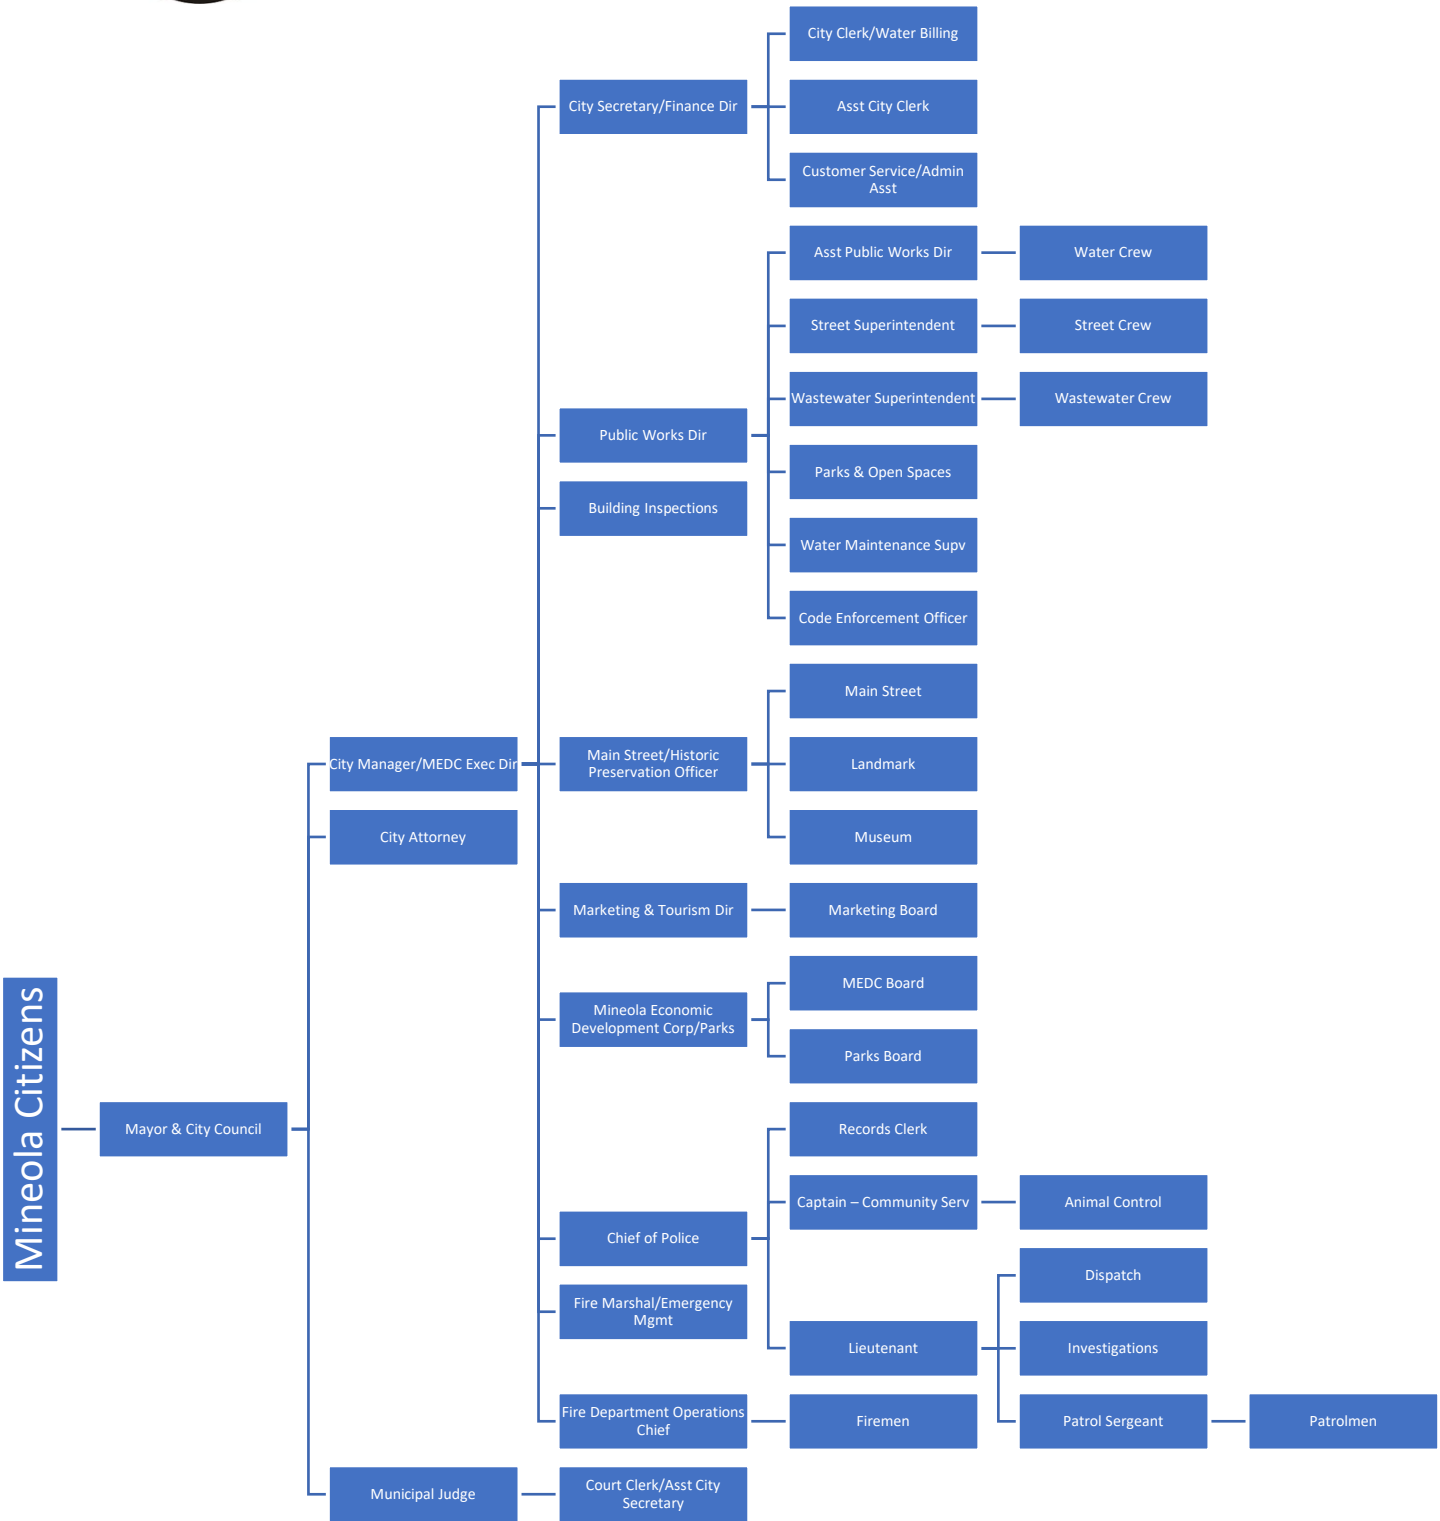 Mineola Citizens
Mayor & City Council
City Manager/MEDC Exec Dir
City Secretary/Finance Dir
City Clerk/Water Billing
Asst City Clerk
Customer Service/Admin
Asst
Public Works Dir
Asst Public Works Dir
Water Crew
Street Superintendent
Street Crew
Wastewater Superintendent
Wastewater Crew
Parks & Open Spaces
Water Maintenance Supv
Code Enforcement Officer
Building Inspections
Main Street/Historic
Preservation Officer
Main Street
Landmark
Museum
Marketing & Tourism Dir
Marketing Board
Mineola Economic
Development Corp/Parks
MEDC Board
Parks Board
Chief of Police
Records Clerk
Captain – Community Serv
Animal Control
Lieutenant
Dispatch
Investigations
Patrol Sergeant
Patrolmen
Fire Marshal/Emergency
Mgmt
Fire Department Operations
Chief
Firemen
City Attorney
Municipal Judge
Court Clerk/Asst City
Secretary